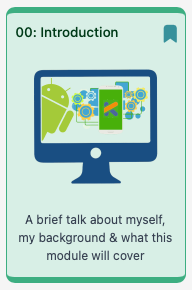 00: Introduction
A brief talk about myself,
my background & what this
module will cover